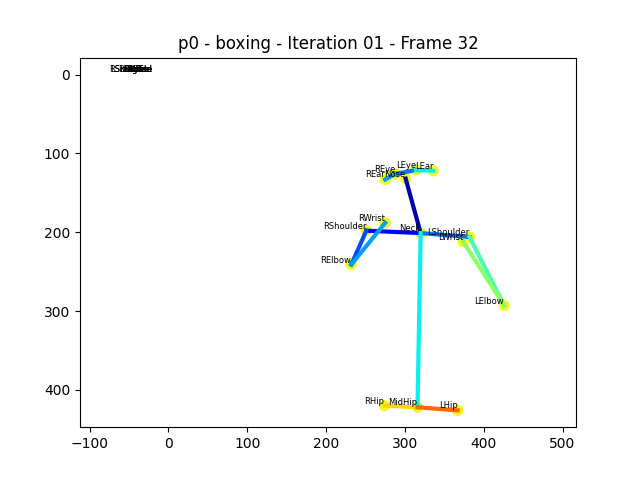 p0 - boxing - Iteration 01 - Frame 32
0
100
200
300
400
−100
0
100
200
300
400
500
LEye
LEar
REye
REar
Nose
RWrist
RShoulder
Neck
LShoulder
LWrist
RElbow
LElbow
RHip
MidHip
LHip